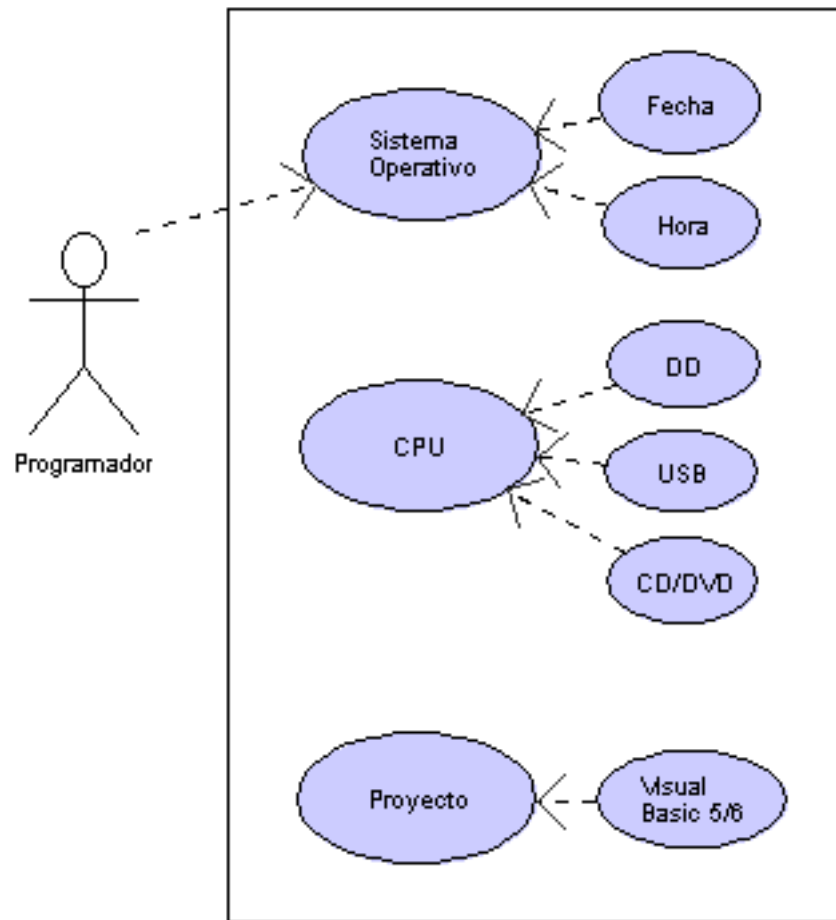 Fecha
Sistema
Operativo
Hora
Programador
DD
CPU
USB
CD/DVD
Proyecto
Visual
Basic 5/6